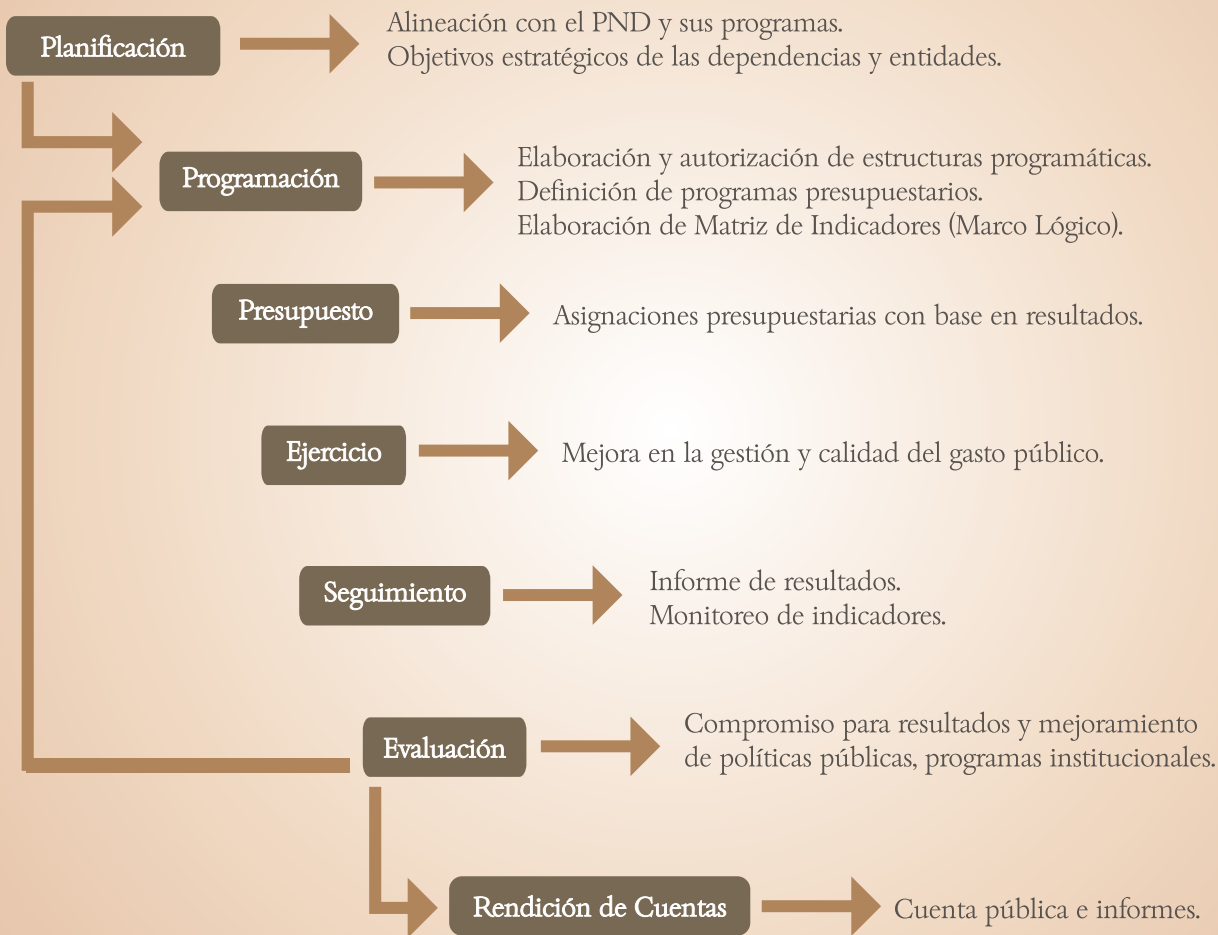 Planificación
Alineación con el PND y sus programas.
Objetivos estratégicos de las dependencias y entidades.
Programación
Elaboración y autorización de estructuras programáticas.
Definición de programas presupuestarios.
Elaboración de Matriz de Indicadores (Marco Lógico).
Presupuesto
Asignaciones presupuestarias con base en resultados.
Ejercicio
Mejora en la gestión y calidad del gasto público.
Seguimiento
Informe de resultados.
Monitoreo de indicadores.
Evaluación
Compromiso para resultados y mejoramiento
de políticas públicas, programas institucionales.
Rendición de Cuentas
Cuenta pública e informes.